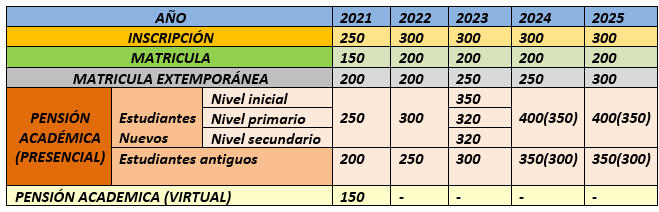 AÑO 2021 2022 2023 2024 2025
INSCRIPCIÓN 250 300 300 300 300
MATRICULA 150 200 200 200 200
MATRICULA EXTEMPORÁNEA 200 200 250 250 300
PENSIÓN ACADÉMICA (PRESENCIAL) Estudiantes Nuevos Nivel inicial 250 300 350 400(350) 400(350)
Nivel primario 320
Nivel secundario 320
Estudiantes antiguos 200 250 300 350(300) 350(300)
PENSIÓN ACADEMICA (VIRTUAL) 150 - - - -